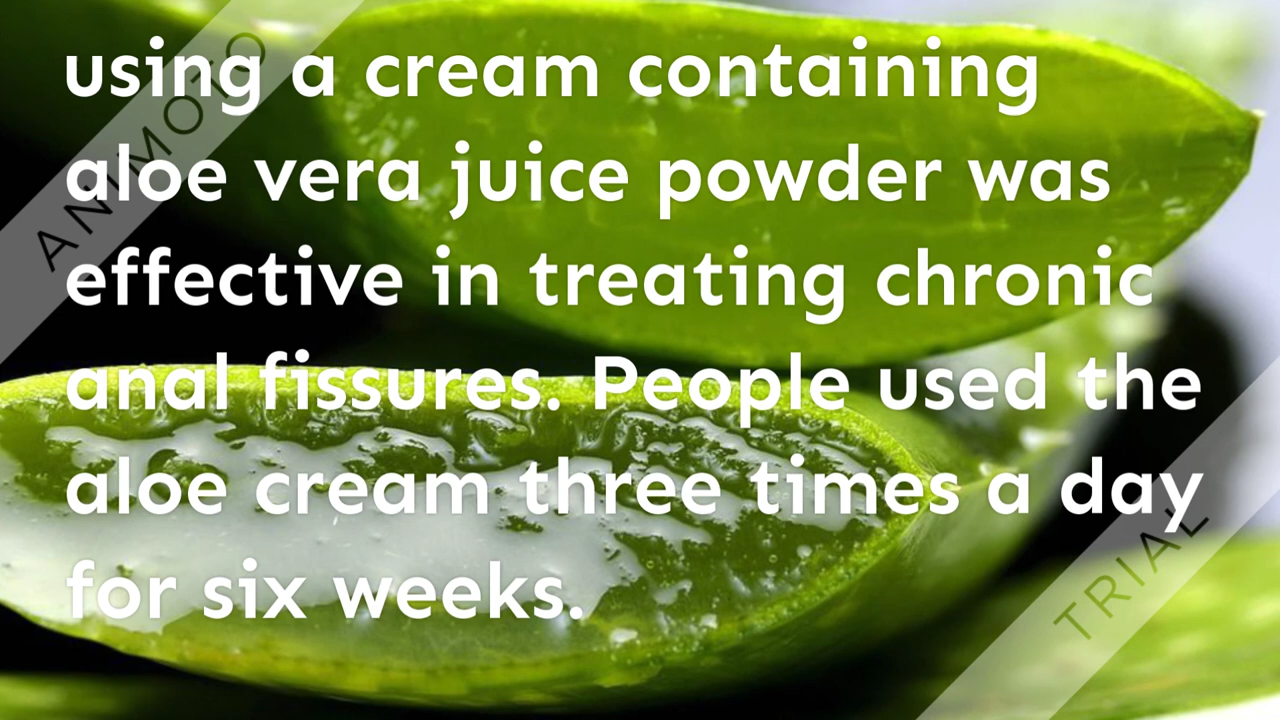 using a cream containing
aloe vera juice powder was
effective in treating chronic
anal fissures. People used the
aloe cream three times a day
for six weeks.
ANIMOTO
TRIAL